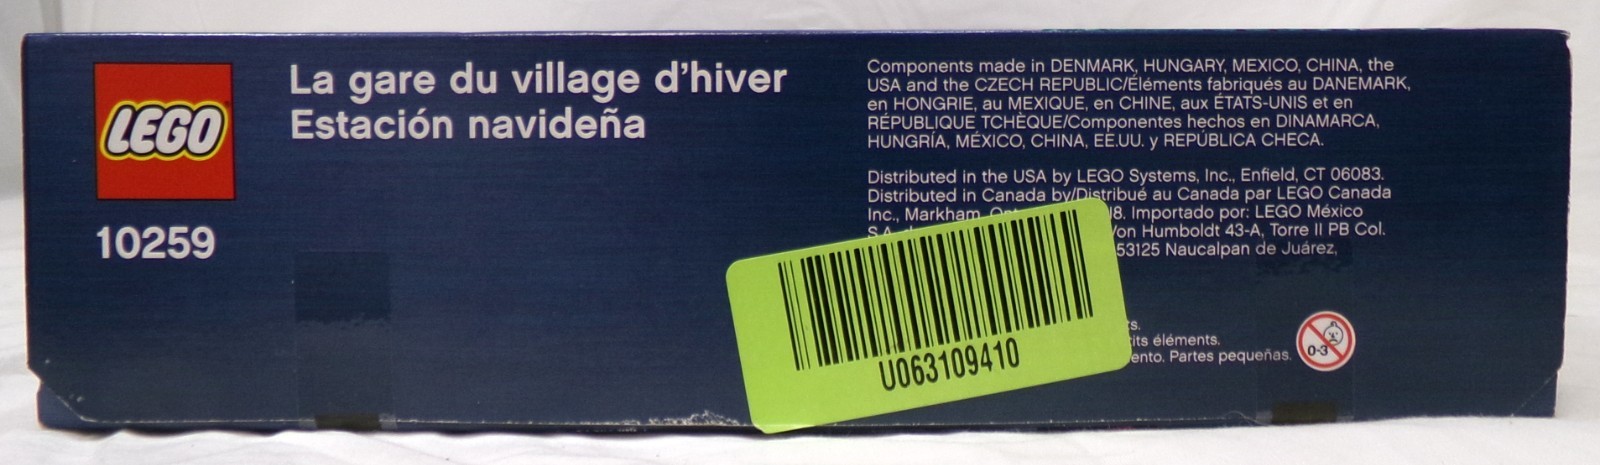 LEGO
10259
La gare du village d'hiver
Estación navideña
Components made in DENMARK, HUNGARY, MEXICO, CHINA, the
USA and the CZECH REPUBLIC/Éléments fabriqués au DANEMARK,
en HONGRIE, au MEXIQUE, en CHINE, aux ÉTATS-UNIS et en
RÉPUBLIQUE TCHÈQUE/Componentes hechos en DINAMARCA,
HUNGRÍA, MÉXICO, CHINA, EE.UU. y REPÚBLICA CHECA.
Distributed in the USA by LEGO Systems, Inc., Enfield, CT 06083.
Distributed in Canada by/Distribué au Canada par LEGO Canada
Inc., Markham, Importado por: LEGO México
Humboldt 43-A, Torre II PB Col.
53125 Naucalpan de Juárez,
éléments.
Partes pequeñas.
0-3
U063109410